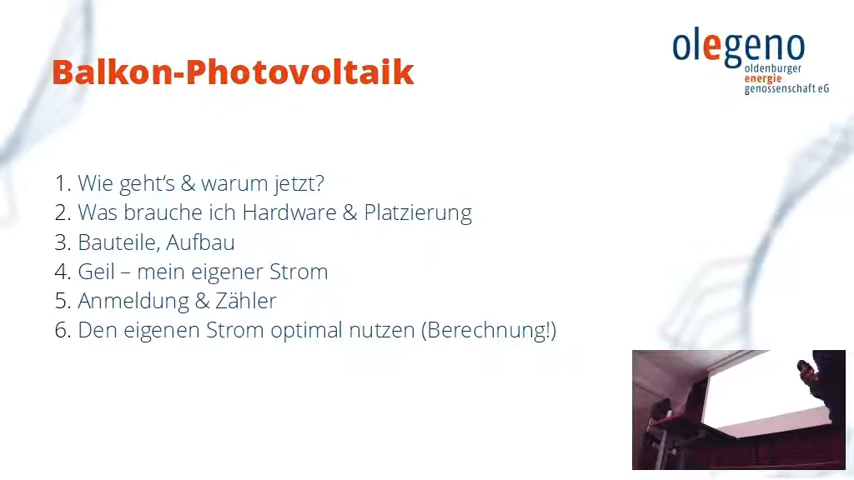 Balkon-Photovoltaik
olegeno
oldenburger
energie
genossenschaft eG
1. Wie geht‘s & warum jetzt?
2. Was brauche ich Hardware & Platzierung
3. Bauteile, Aufbau
4. Geil – mein eigener Strom
5. Anmeldung & Zähler
6. Den eigenen Strom optimal nutzen (Berechnung!)